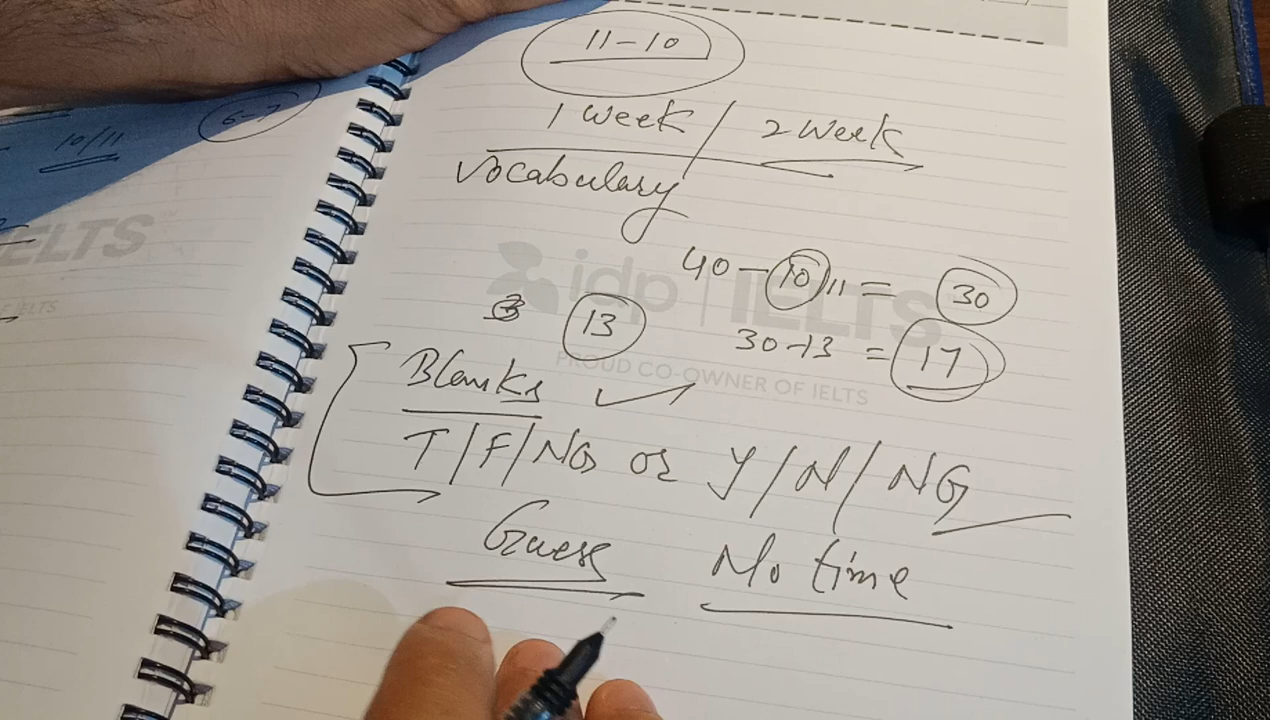 11-10
1 week / 2 week
Vocabulary
10/11
6-7
IELTS
IELTS
idp | IELTS
PROUD CO-OWNER OF IELTS
40 - 10/11 = 30
13
30-13 = 17
Blanks
T/F/NG or Y/N/NG
Guess No time